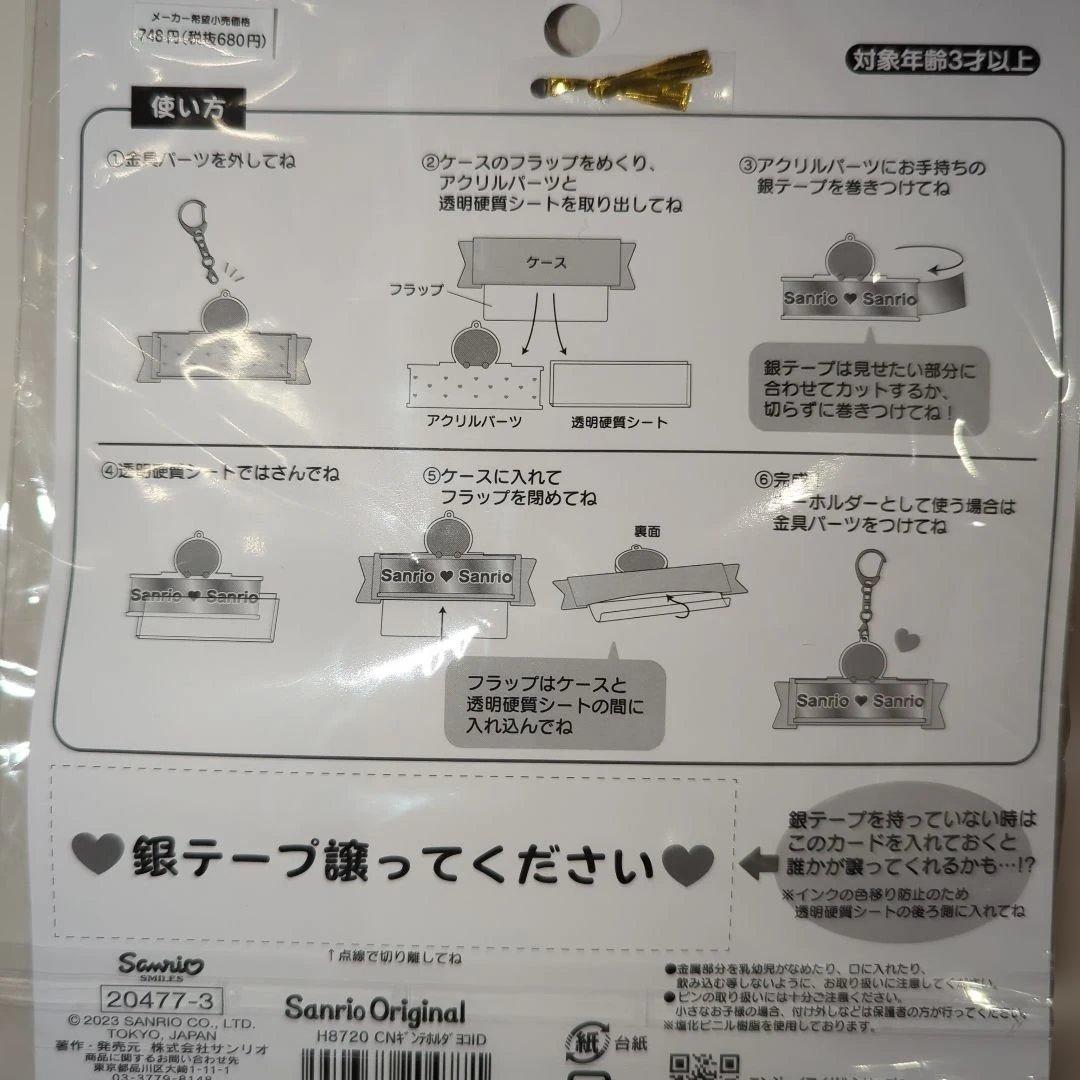 メーカー希望小売価格
748円(税抜680円)
対象年齢3才以上
使い方
①金具パーツを外してね
②ケースのフラップをめくり、
アクリルパーツと
透明硬質シートを取り出してね
ケース
フラップ
アクリルパーツ
透明硬質シート
③アクリルパーツにお手持ちの
銀テープを巻きつけてね
Sanrio ♥ Sanrio
銀テープは見せたい部分に
合わせてカットするか、
切らずに巻きつけてね!
④透明硬質シートではさんでね
Sanrio ♥ Sanrio
⑤ケースに入れて
フラップを閉めてね
Sanrio ♥ Sanrio
裏面
フラップはケースと
透明硬質シートの間に
入れ込んでね
⑥完成
ーホルダーとして使う場合は
金具パーツをつけてね
Sanrio ♥ Sanrio
♥銀テープ譲ってください♥
銀テープを持っていない時は
このカードを入れておくと
誰かが譲ってくれるかも…!?
※インクの色移り防止のため
透明硬質シートの後ろ側に入れてね
↑点線で切り離してね
Sanrio
SMILES
20477-3
© 2023 SANRIO CO., LTD.
TOKYO, JAPAN
著作・発売元 株式会社サンリオ
商品に関するお問い合わせ先
東京都品川区大崎1-11-1
03-3779-8148
Sanrio Original
H8720 CNギンテホルダヨコID
紙 台紙
●金属部分を乳幼児がなめたり、口に入れたり、
飲み込む等しないように、お取り扱いに注意してください。
●ピンの取り扱いには十分ご注意ください。
小さなお子様の場合、付け外しなどは保護者の方が行ってください。
※塩化ビニル樹脂を使用しております。